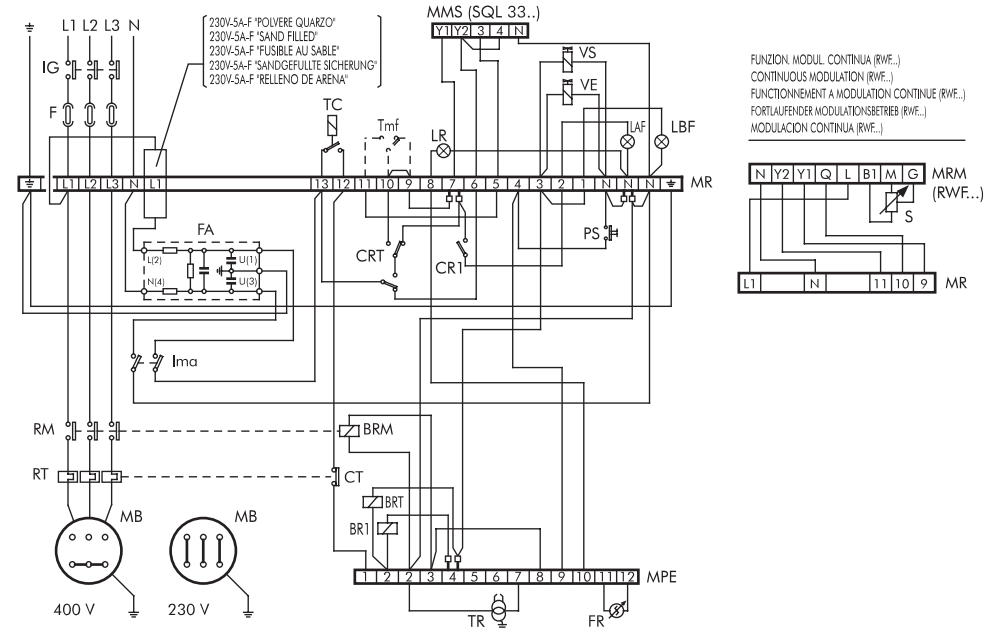 L1 L2 L3 N
230V-5A-F "POLVERE QUARZO"
230V-5A-F "SAND FILLED"
230V-5A-F "FUSIBLE AU SABLE"
230V-5A-F "SANDGEFULLTE SICHERUNG"
230V-5A-F "RELLENO DE ARENA"
MMS (SQL 33..)
Y1 Y2 3 4 N
IG
F
TC
Tmf
LR
VS
VE
LAF
LBF
FUNZION. MODUL. CONTINUA (RWF...)
CONTINUOUS MODULATION (RWF...)
FUNCTIONNEMENT A MODULATION CONTINUE (RWF...)
FORTLAUFENDER MODULATIONSBETRIEB (RWF...)
MODULACION CONTINUA (RWF...)
L1 L2 L3 N L1 13 12 11 10 9 8 7 6 5 4 3 2 1 N N N MR
N Y2 Y1 Q L B1 M G MRM
(RWF...)
S
L1 N 11 10 9 MR
FA
L(2) U(1)
N(4) U(3)
CRT
CR1
PS
Ima
RM
BRM
RT
CT
BRT
BR1
MB
MB
400 V
230 V
1 2 2 3 4 5 6 7 8 9 10 11 12 MPE
TR
FR